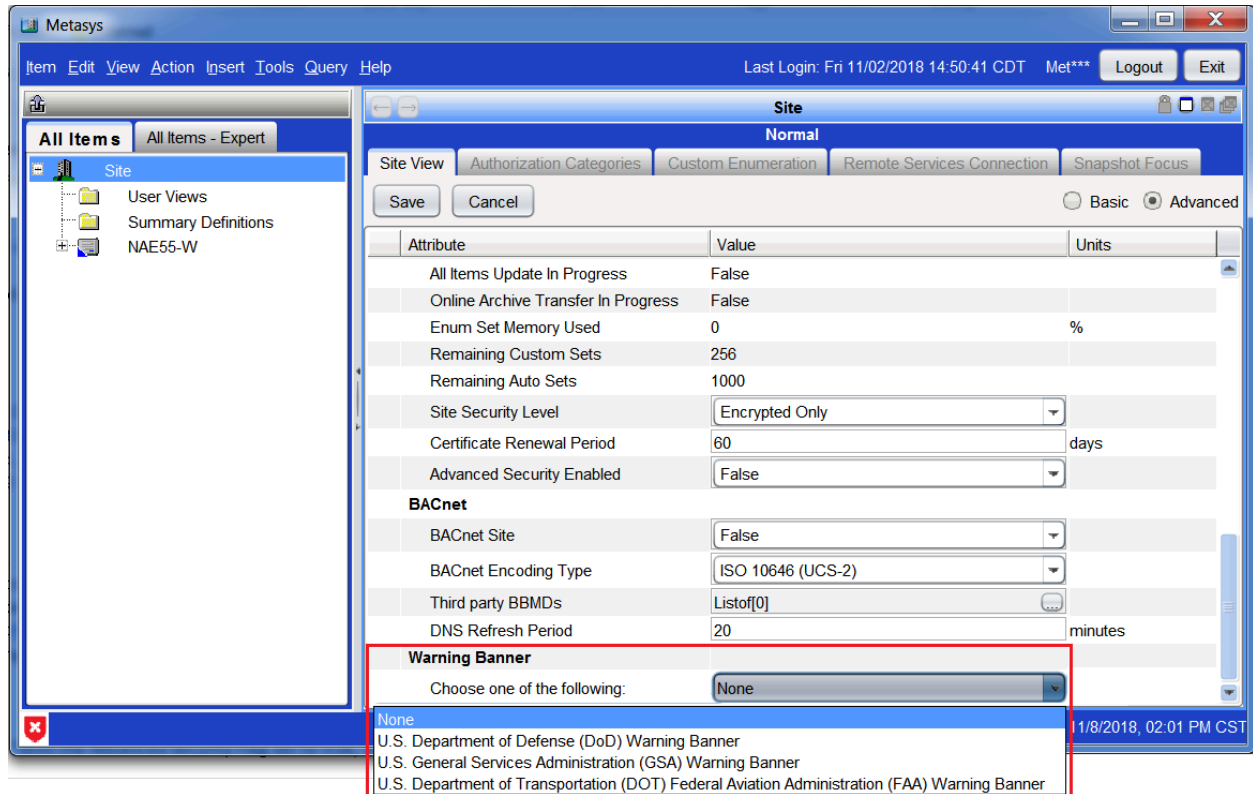 Metasys
Item Edit View Action Insert Tools Query Help Last Login: Fri 11/02/2018 14:50:41 CDT Met*** Logout Exit
Site
Normal
All Items All Items - Expert
Site
User Views
Summary Definitions
NAE55-W
Site View Authorization Categories Custom Enumeration Remote Services Connection Snapshot Focus
Save Cancel Basic Advanced
Attribute Value Units
All Items Update In Progress False
Online Archive Transfer In Progress False
Enum Set Memory Used 0 %
Remaining Custom Sets 256
Remaining Auto Sets 1000
Site Security Level Encrypted Only
Certificate Renewal Period 60 days
Advanced Security Enabled False
BACnet
BACnet Site False
BACnet Encoding Type ISO 10646 (UCS-2)
Third party BBMDs Listof[0] ...
DNS Refresh Period 20 minutes
Warning Banner
Choose one of the following: None
None
U.S. Department of Defense (DoD) Warning Banner
U.S. General Services Administration (GSA) Warning Banner
U.S. Department of Transportation (DOT) Federal Aviation Administration (FAA) Warning Banner
1/8/2018, 02:01 PM CST